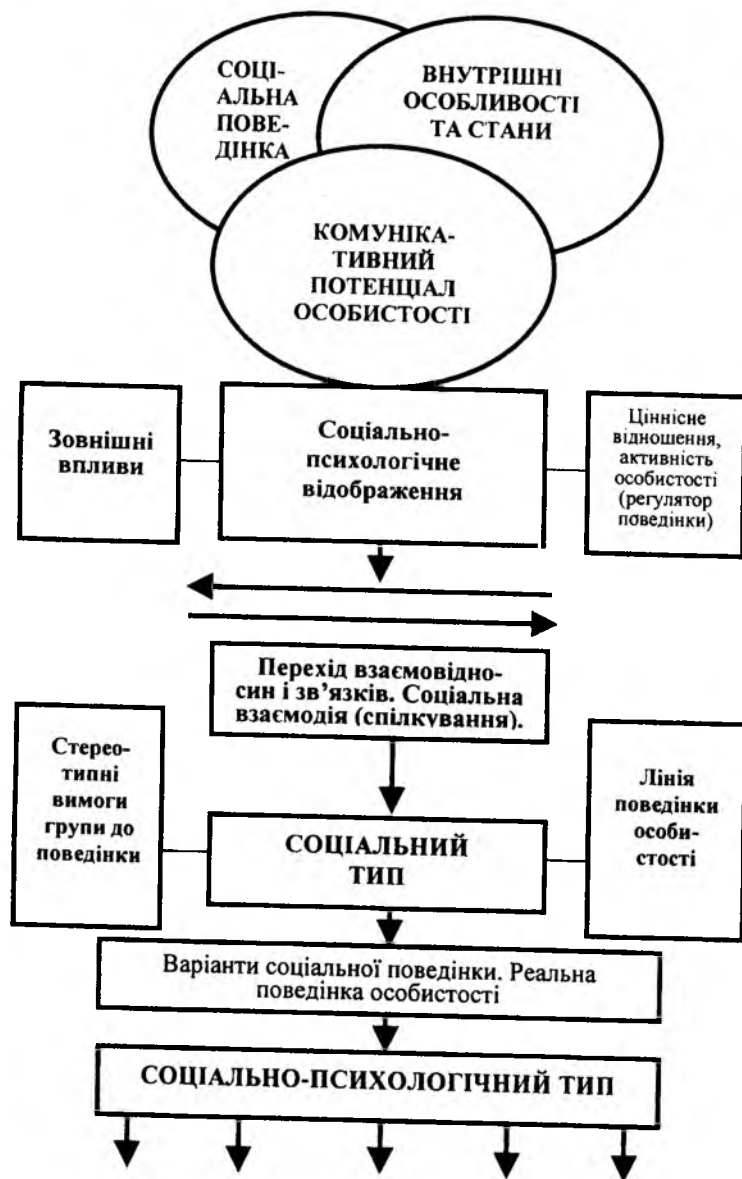 СОЦІ-
АЛЬНА
ПОВЕ-
ДІНКА
ВНУТРІШНІ
ОСОБЛИВОСТІ
ТА СТАНИ
КОМУНІКА-
ТИВНИЙ
ПОТЕНЦІАЛ
ОСОБИСТОСТІ
Зовнішні
впливи
Соціально-
психологічне
відображення
Ціннісне
відношення,
активність
особистості
(регулятор
поведінки)
Перехід взаємовідно-
син і зв’язків. Соціальна
взаємодія (спілкування).
Стерео-
типні
вимоги
групи до
поведінки
СОЦІАЛЬНИЙ
ТИП
Лінія
поведінки
особи-
стості
Варіанти соціальної поведінки. Реальна
поведінка особистості
СОЦІАЛЬНО-ПСИХОЛОГІЧНИЙ ТИП